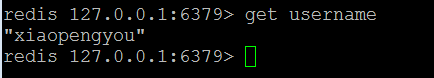 redis 127.0.0.1:6379> get username
"xiaopengyou"
redis 127.0.0.1:6379>